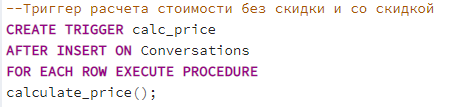 --Триггер расчета стоимости без скидки и со скидкой
CREATE TRIGGER calc_price
AFTER INSERT ON Conversations
FOR EACH ROW EXECUTE PROCEDURE
calculate_price();